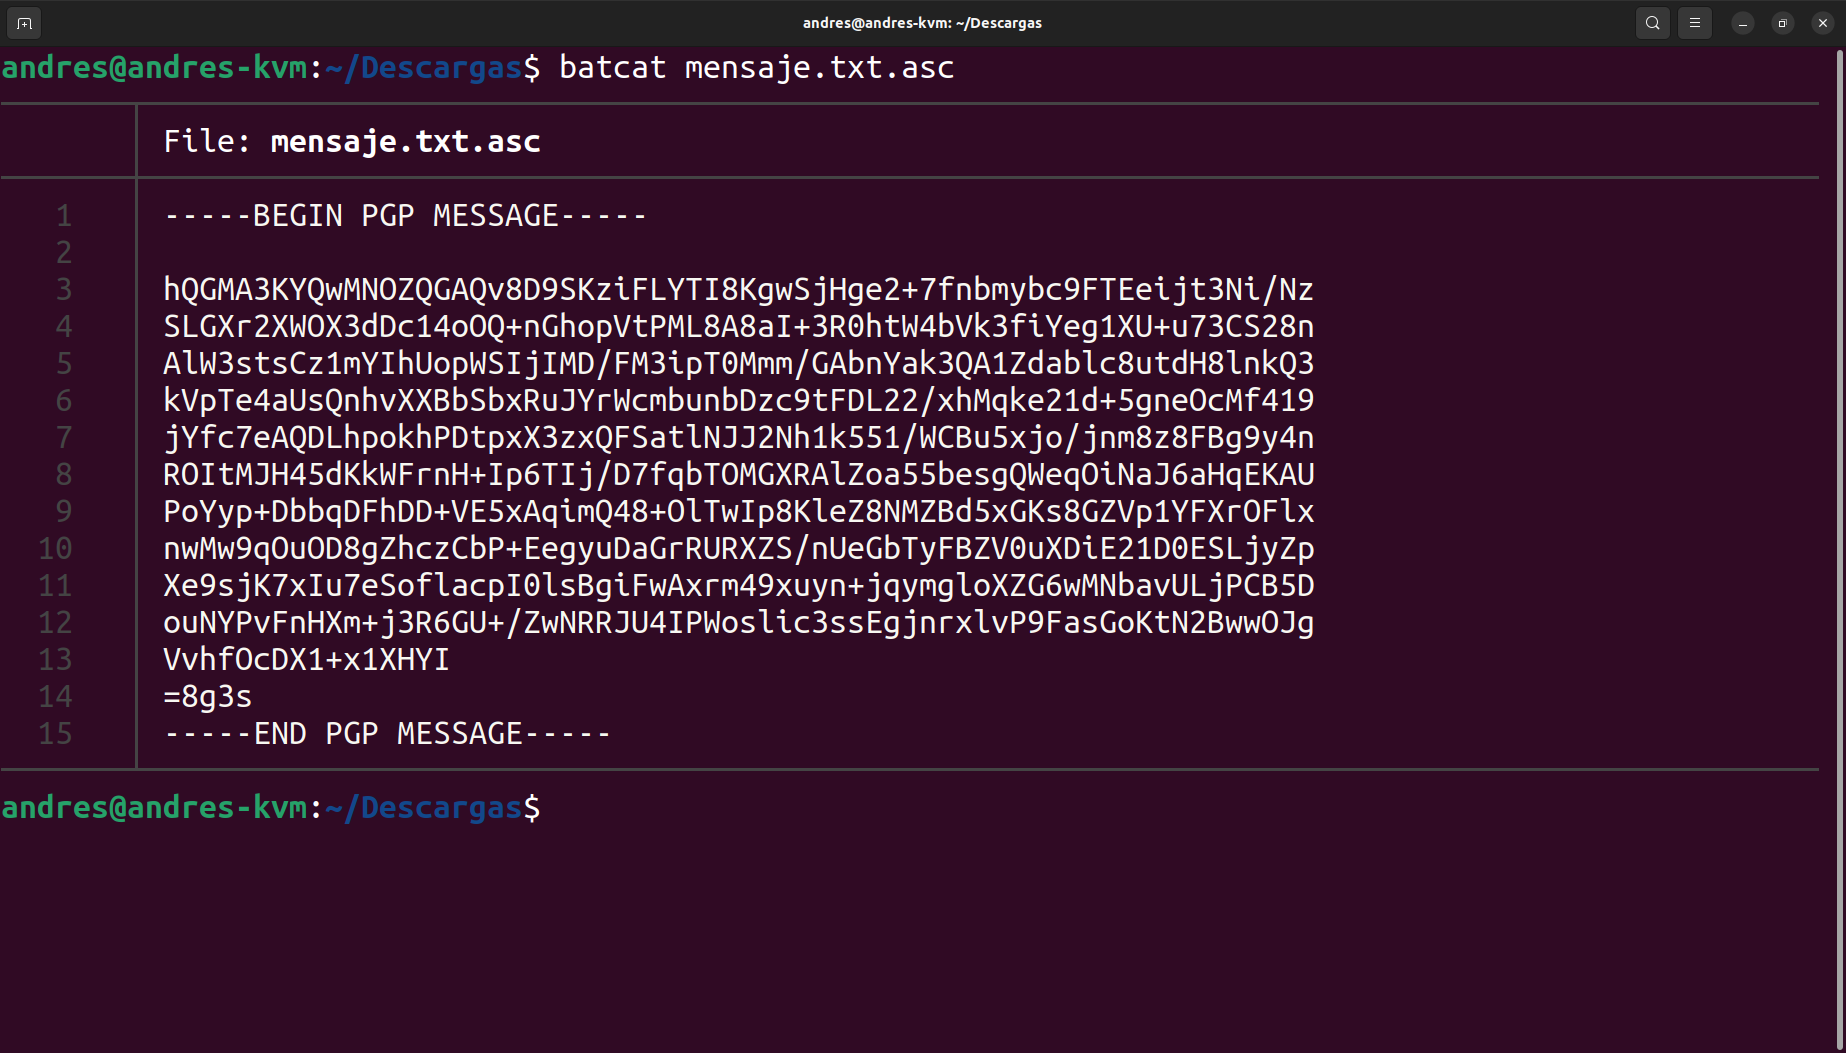 andres@andres-kvm: ~/Descargas
andres@andres-kvm:~/Descargas$ batcat mensaje.txt.asc
File: mensaje.txt.asc
1 -----BEGIN PGP MESSAGE-----
2
3 hQGMA3KYQwMNOZQGAQv8D9SKziFLYTI8KgwSjHge2+7fnbmybc9FTEeijt3Ni/Nz
4 SLGXr2XWOX3dDc14oOQ+nGhopVtPML8A8aI+3R0htW4bVk3fiYeg1XU+u73CS28n
5 AlW3stsCz1mYIhUopWSIjIMD/FM3ipT0Mmm/GAbnYak3QA1Zdablc8utdH8lnkQ3
6 kVpTe4aUsQnhvXXBbSbxRuJYrWcmbunbDzc9tFDL22/xhMqke21d+5gneOcMf419
7 jYfc7eAQDLhpokhPDtpxX3zxQFSatlNJJ2Nh1k551/WCBu5xjo/jnm8z8FBg9y4n
8 ROItMJH45dKkWFrnH+Ip6TIj/D7fqbTOMGXRAlZoa55besgQWeqOiNaJ6aHqEKAU
9 PoYyp+DbbqDFhDD+VE5xAqimQ48+OlTwIp8KleZ8NMZBd5xGKs8GZVp1YFXrOFlx
10 nwMw9qOuOD8gZhczCbP+EegyuDaGrRURXZS/nUeGbTyFBZV0uXDiE21D0ESLjyZp
11 Xe9sjK7xIu7eSoflacpI0lsBgiFwAxrm49xuyn+jqymgloXZG6wMNbavULjPCB5D
12 ouNYPvFnHXm+j3R6GU+/ZwNRRJU4IPWoslic3ssEgjnrxlvP9FasGoKtN2BwwOJg
13 VvhfOcDX1+x1XHYI
14 =8g3s
15 -----END PGP MESSAGE-----
andres@andres-kvm:~/Descargas$